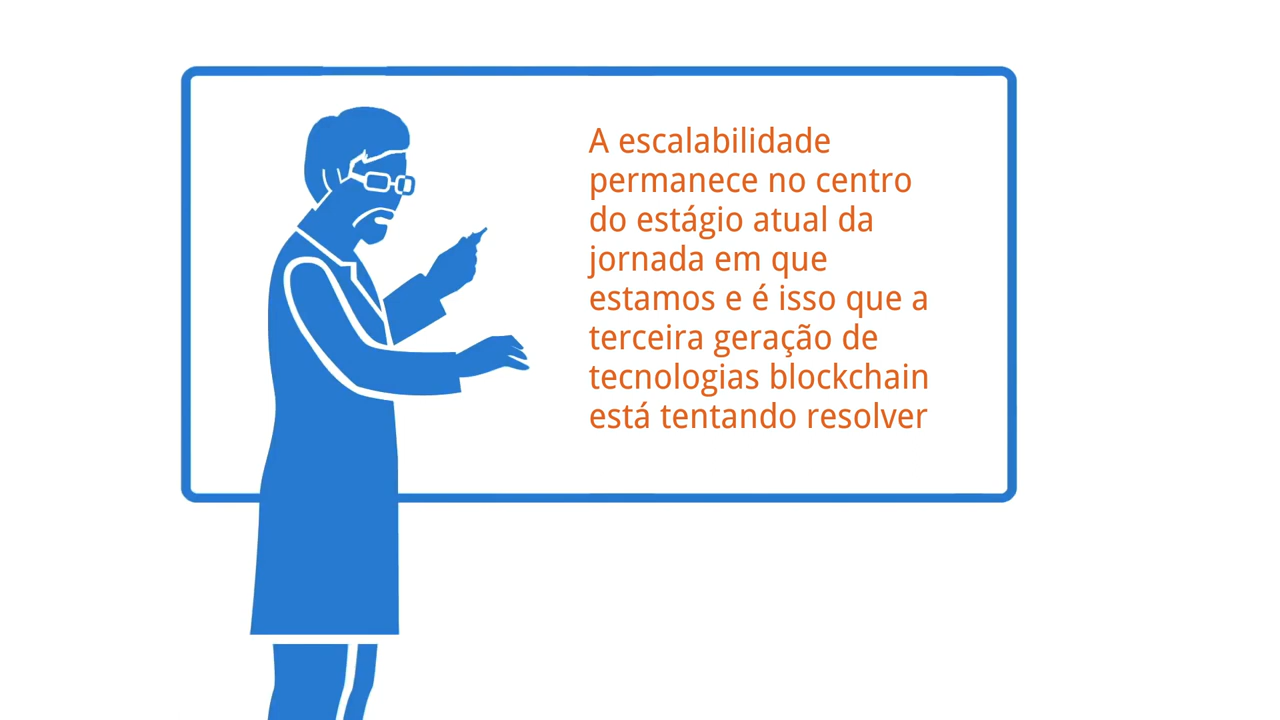 A escalabilidade
permanece no centro
do estágio atual da
jornada em que
estamos e é isso que a
terceira geração de
tecnologias blockchain
está tentando resolver